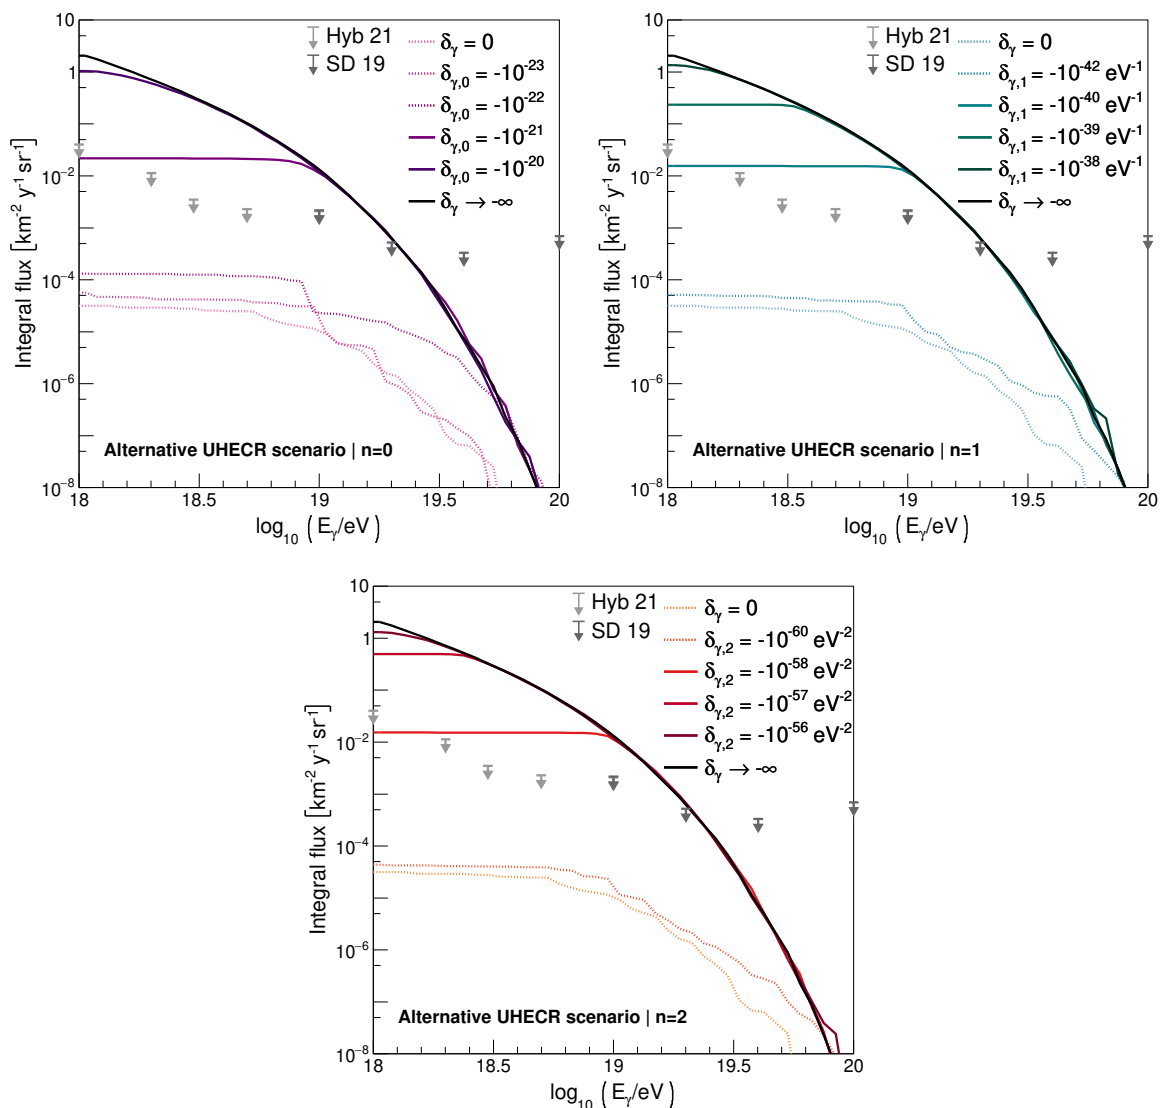 10
1
10⁻²
10⁻⁴
10⁻⁶
10⁻⁸
Integral flux [km⁻² y⁻¹ sr⁻¹]
Hyb 21
SD 19
δγ = 0
δγ,0 = -10⁻²³
δγ,0 = -10⁻²²
δγ,0 = -10⁻²¹
δγ,0 = -10⁻²⁰
δγ → -∞
Alternative UHECR scenario | n=0
18 18.5 19 19.5 20
log₁₀ (Eγ/eV)
10
1
10⁻²
10⁻⁴
10⁻⁶
10⁻⁸
Integral flux [km⁻² y⁻¹ sr⁻¹]
Hyb 21
SD 19
δγ = 0
δγ,1 = -10⁻⁴² eV⁻¹
δγ,1 = -10⁻⁴⁰ eV⁻¹
δγ,1 = -10⁻³⁹ eV⁻¹
δγ,1 = -10⁻³⁸ eV⁻¹
δγ → -∞
Alternative UHECR scenario | n=1
18 18.5 19 19.5 20
log₁₀ (Eγ/eV)
10
1
10⁻²
10⁻⁴
10⁻⁶
10⁻⁸
Integral flux [km⁻² y⁻¹ sr⁻¹]
Hyb 21
SD 19
δγ = 0
δγ,2 = -10⁻⁶⁰ eV⁻²
δγ,2 = -10⁻⁵⁸ eV⁻²
δγ,2 = -10⁻⁵⁷ eV⁻²
δγ,2 = -10⁻⁵⁶ eV⁻²
δγ → -∞
Alternative UHECR scenario | n=2
18 18.5 19 19.5 20
log₁₀ (Eγ/eV)